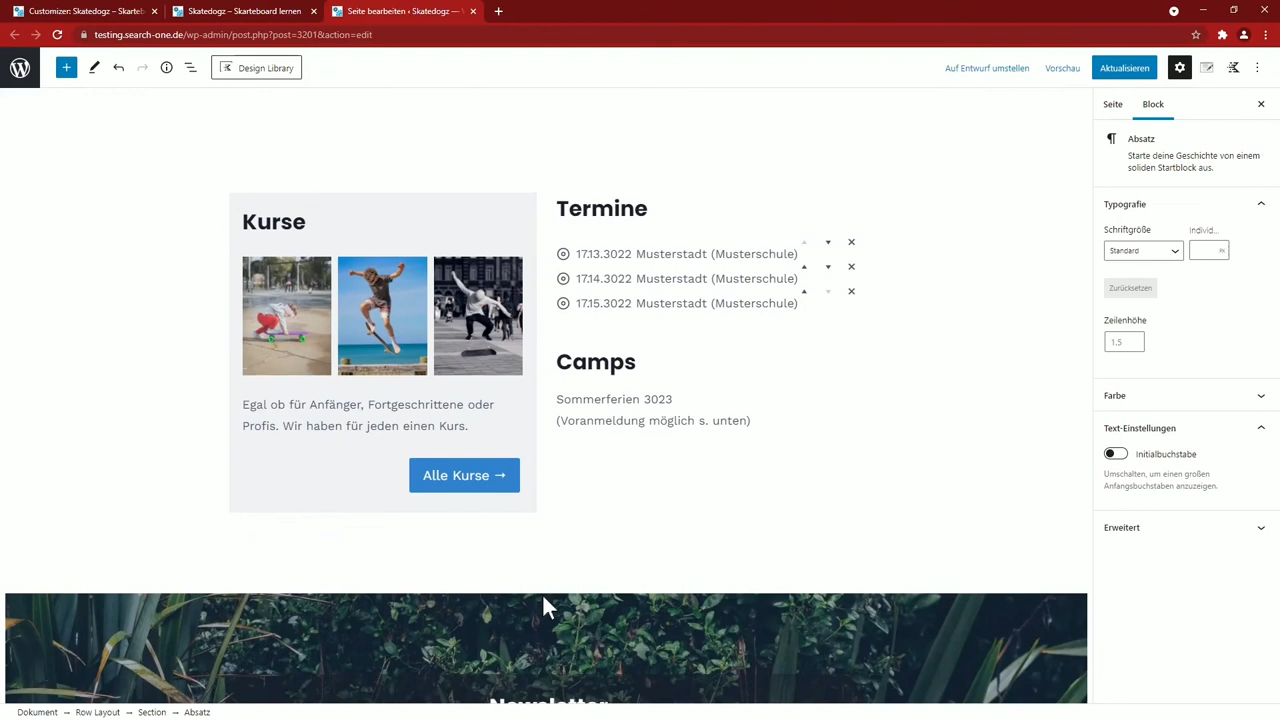 Customizer: Skatedogz – Skarteb
Skatedogz – Skarteboard lernen
Seite bearbeiten ‹ Skatedogz — W
testing.search-one.de/wp-admin/post.php?post=3201&action=edit
Design Library
Auf Entwurf umstellen
Vorschau
Aktualisieren
Seite
Block
Absatz
Starte deine Geschichte von einem
soliden Startblock aus.
Typografie
Schriftgröße
Individ...
Standard
PX
Zurücksetzen
Zeilenhöhe
1.5
Farbe
Text-Einstellungen
Initialbuchstabe
Umschalten, um einen großen
Anfangsbuchstaben anzuzeigen.
Erweitert
Kurse
Egal ob für Anfänger, Fortgeschrittene oder
Profis. Wir haben für jeden einen Kurs.
Alle Kurse →
Termine
17.13.3022 Musterstadt (Musterschule)
17.14.3022 Musterstadt (Musterschule)
17.15.3022 Musterstadt (Musterschule)
Camps
Sommerferien 3023
(Voranmeldung möglich s. unten)
Newsletter
Dokument → Row Layout → Section → Absatz